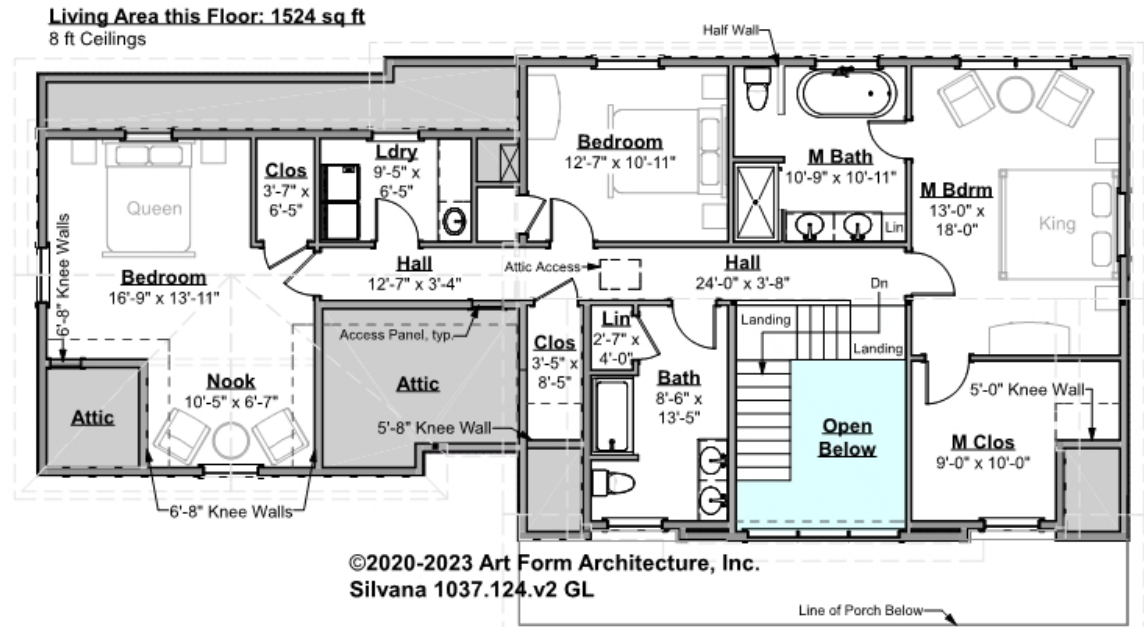 Living Area this Floor: 1524 sq ft
8 ft Ceilings
Half Wall
Bedroom
12'-7" x 10'-11"
M Bath
10'-9" x 10'-11"
Lin
M Bdrm
13'-0" x
18'-0"
King
Ldry
9'-5" x
6'-5"
Clos
3'-7" x
6'-5"
Queen
6'-8" Knee Walls
Bedroom
16'-9" x 13'-11"
Hall
12'-7" x 3'-4"
Attic Access
Hall
24'-0" x 3'-8"
Dn
Access Panel, typ.
Landing
Landing
Lin
2'-7" x
4'-0"
Clos
3'-5" x
8'-5"
Nook
10'-5" x 6'-7"
Attic
Attic
Bath
8'-6" x
13'-5"
5'-0" Knee Wall
5'-8" Knee Wall
Open
Below
M Clos
9'-0" x 10'-0"
6'-8" Knee Walls
©2020-2023 Art Form Architecture, Inc.
Silvana 1037.124.v2 GL
Line of Porch Below